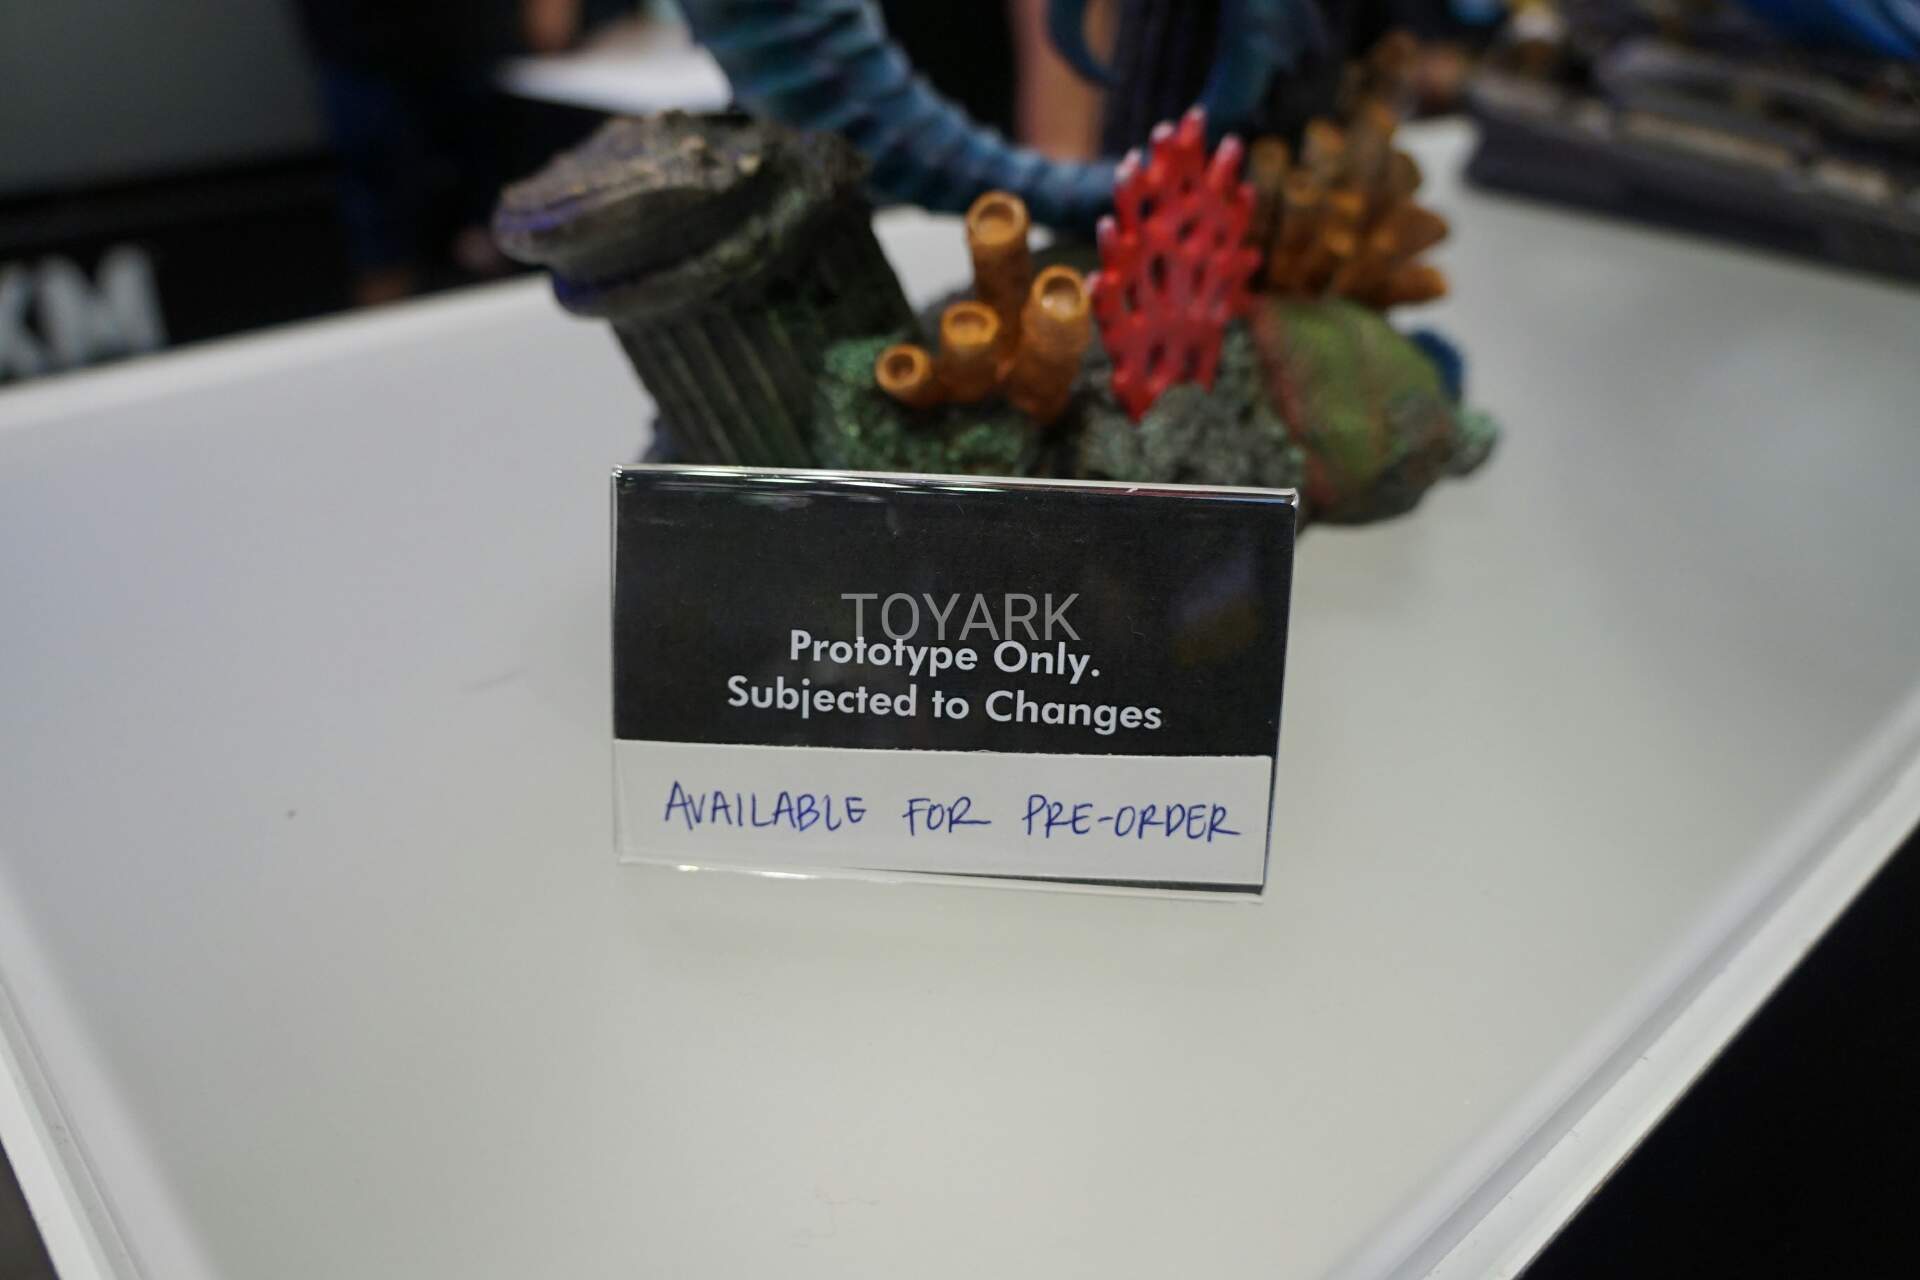 TOYARK
Prototype Only.
Subjected to Changes
AVAILABLE FOR PRE-ORDER